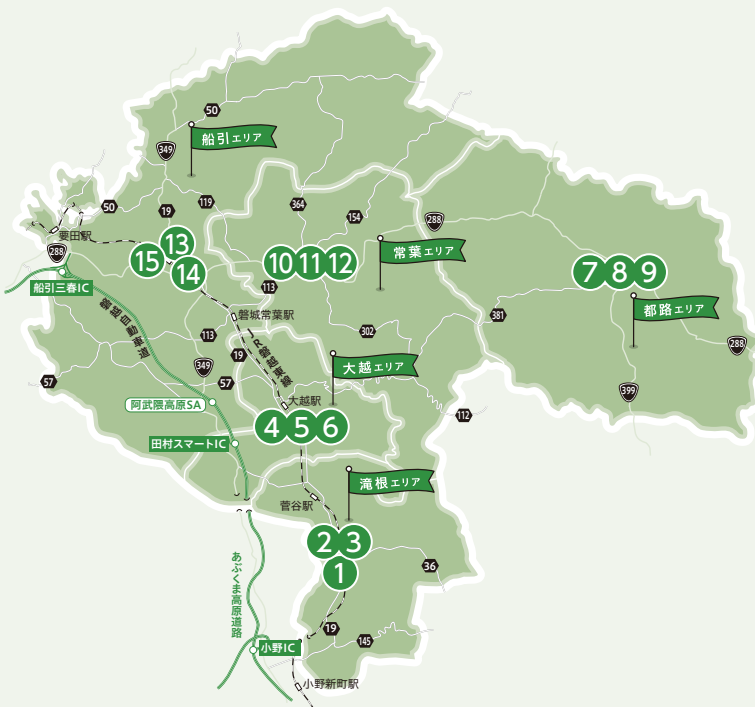 50
船引エリア
349
119
50
19
364
154
288
要田駅
13
常葉エリア
288
15
14
10
11
12
7
8
9
船引三春IC
113
都路エリア
磐越自動車道
磐城常葉駅
381
113
302
288
JR磐越東線
19
349
大越エリア
57
57
399
大越駅
阿武隈高原SA
112
4
5
6
田村スマートIC
滝根エリア
菅谷駅
2
3
36
1
あぶくま高原道路
19
145
小野IC
小野新町駅